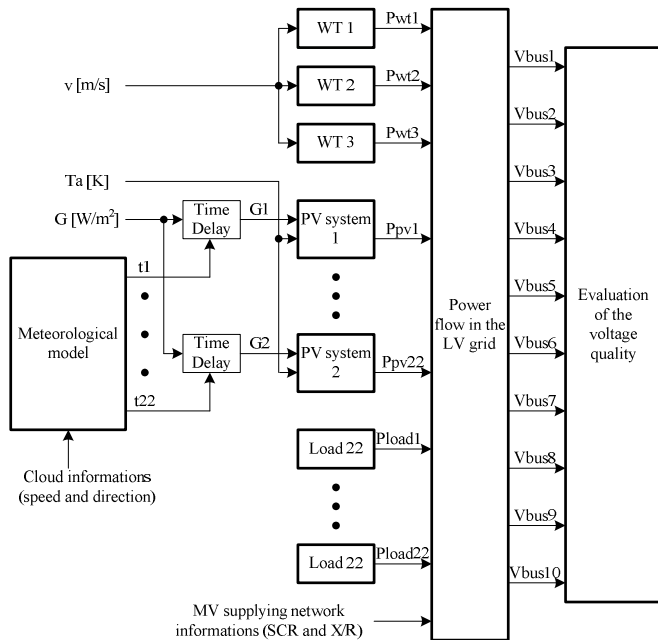 WT 1
Pwt1
v [m/s]
WT 2
Pwt2
WT 3
Pwt3
Ta [K]
G [W/m²]
Time
Delay
G1
PV system
1
Ppv1
t1
Meteorological
model
Time
Delay
G2
PV system
2
Ppv22
t22
Cloud informations
(speed and direction)
Load 22
Pload1
Load 22
Pload22
MV supplying network
informations (SCR and X/R)
Power
flow in the
LV grid
Vbus1
Vbus2
Vbus3
Vbus4
Vbus5
Vbus6
Vbus7
Vbus8
Vbus9
Vbus10
Evaluation
of the
voltage
quality